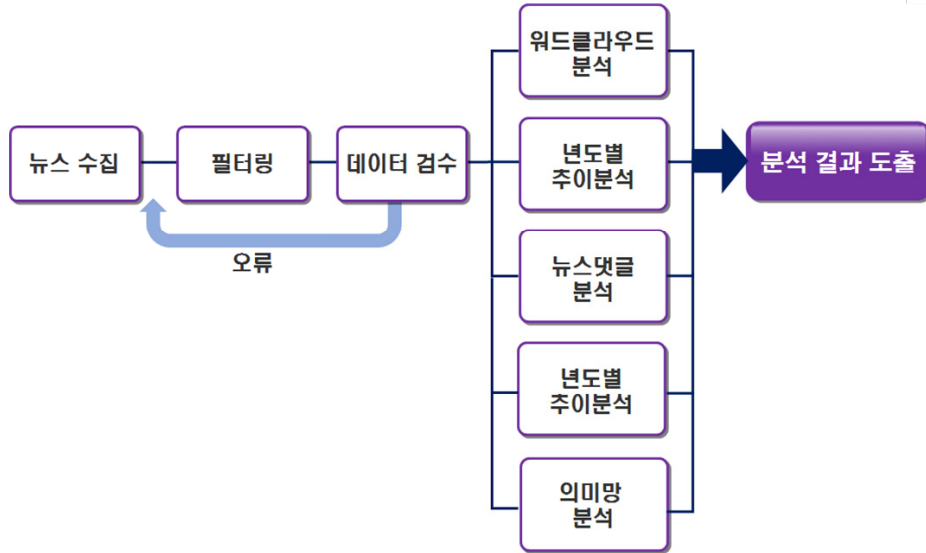 뉴스 수집
필터링
데이터 검수
오류
워드클라우드
분석
년도별
추이분석
뉴스댓글
분석
년도별
추이분석
의미망
분석
분석 결과 도출